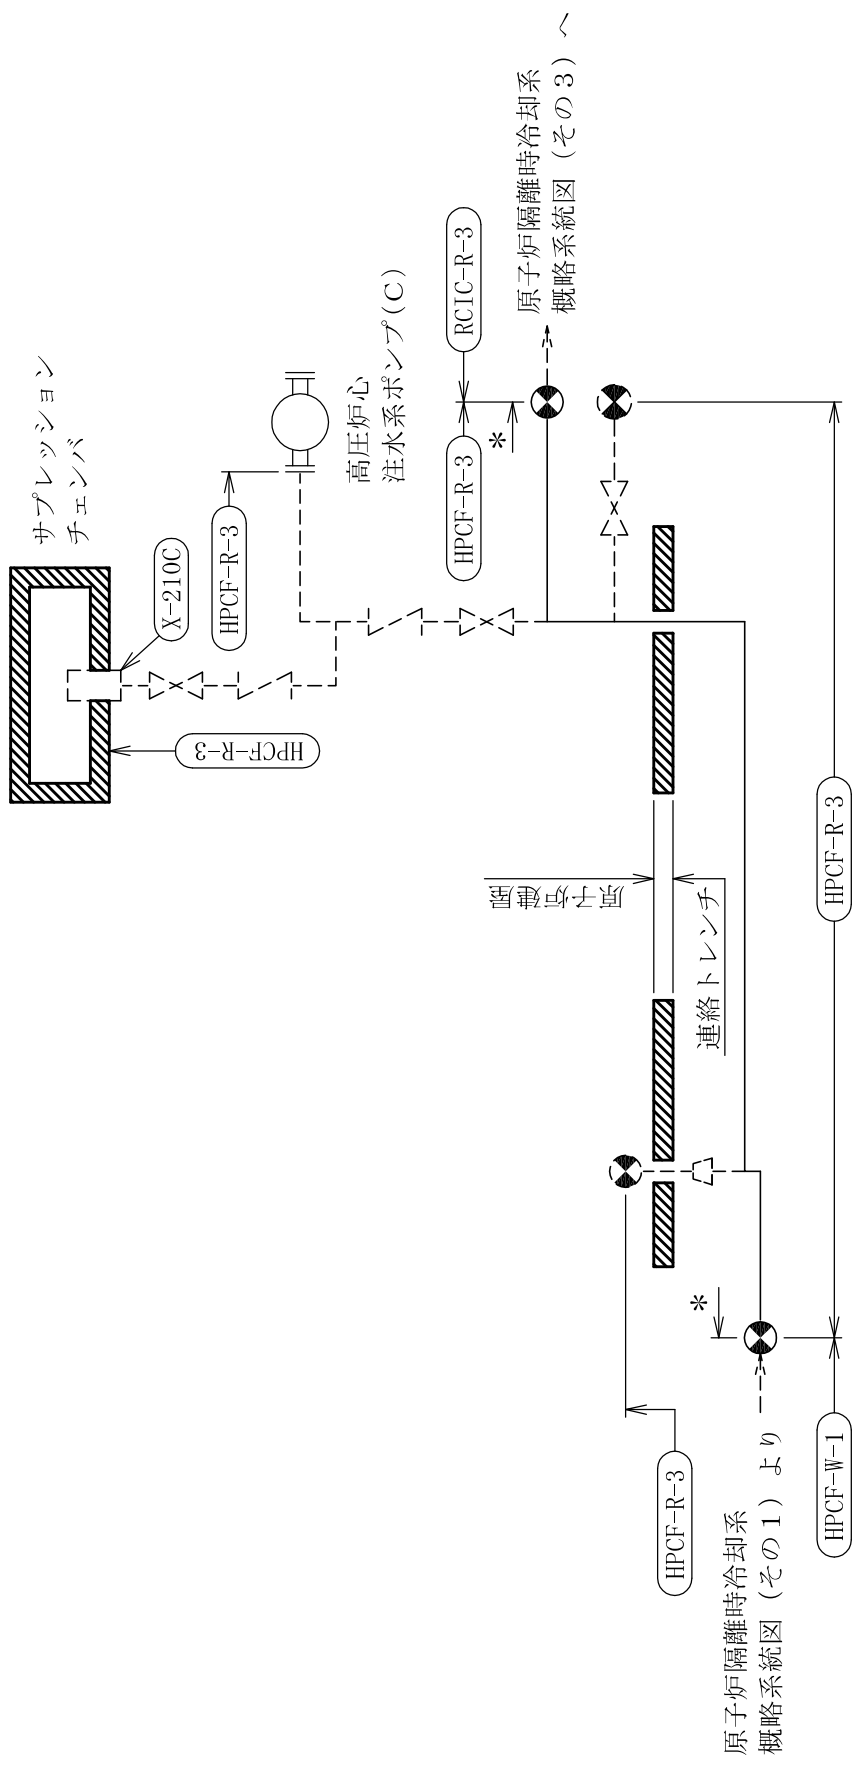 サプレッション
チェンバ
X-210C
HPCF-R-3
HPCF-R-3
高圧炉心
注水系ポンプ(C)
RCIC-R-3
HPCF-R-3
*
原子炉隔離時冷却系
概略系統図（その３）へ
原子炉建屋
連絡トレンチ
HPCF-R-3
*
HPCF-R-3
HPCF-W-1
原子炉隔離時冷却系
概略系統図（その１）より